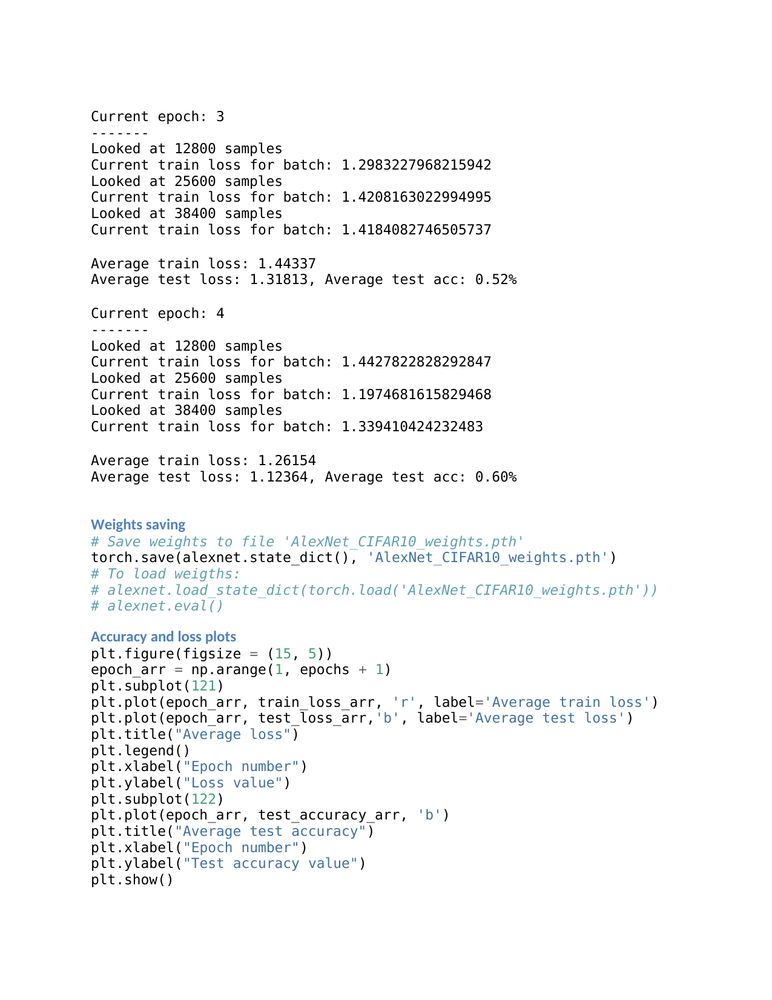 Current epoch: 3
-------
Looked at 12800 samples
Current train loss for batch: 1.2983227968215942
Looked at 25600 samples
Current train loss for batch: 1.4208163022994995
Looked at 38400 samples
Current train loss for batch: 1.4184082746505737
Average train loss: 1.44337
Average test loss: 1.31813, Average test acc: 0.52%
Current epoch: 4
-------
Looked at 12800 samples
Current train loss for batch: 1.4427822828292847
Looked at 25600 samples
Current train loss for batch: 1.1974681615829468
Looked at 38400 samples
Current train loss for batch: 1.339410424232483
Average train loss: 1.26154
Average test loss: 1.12364, Average test acc: 0.60%
Weights saving
# Save weights to file 'AlexNet_CIFAR10_weights.pth'
torch.save(alexnet.state_dict(), 'AlexNet_CIFAR10_weights.pth')
# To load weigths:
# alexnet.load_state_dict(torch.load('AlexNet_CIFAR10_weights.pth'))
# alexnet.eval()
Accuracy and loss plots
plt.figure(figsize = (15, 5))
epoch_arr = np.arange(1, epochs + 1)
plt.subplot(121)
plt.plot(epoch_arr, train_loss_arr, 'r', label='Average train loss')
plt.plot(epoch_arr, test_loss_arr,'b', label='Average test loss')
plt.title("Average loss")
plt.legend()
plt.xlabel("Epoch number")
plt.ylabel("Loss value")
plt.subplot(122)
plt.plot(epoch_arr, test_accuracy_arr, 'b')
plt.title("Average test accuracy")
plt.xlabel("Epoch number")
plt.ylabel("Test accuracy value")
plt.show()